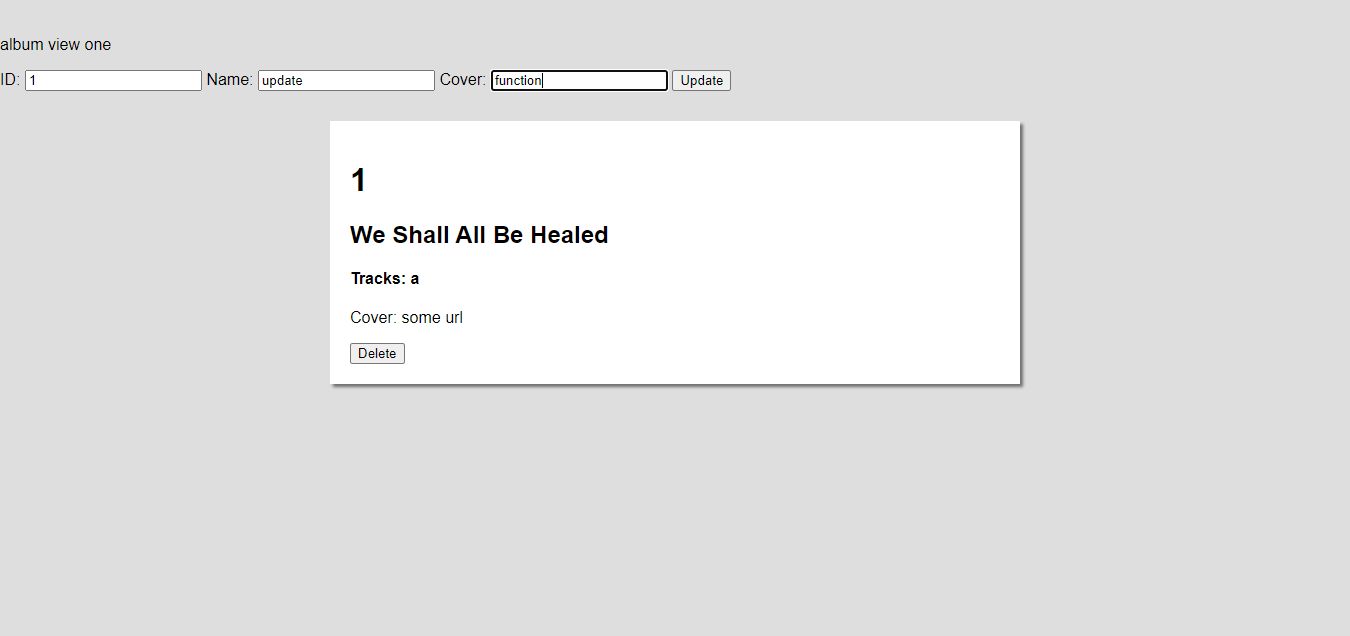 album view one
ID: 1 Name: update Cover: function Update
1
We Shall All Be Healed
Tracks: a
Cover: some url
Delete